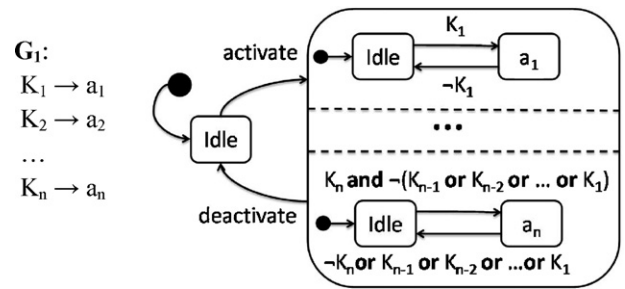 G₁:
K₁ → a₁
K₂ → a₂
...
Kₙ → aₙ
activate
Idle
deactivate
K₁
Idle
a₁
¬K₁
...
Kₙ and ¬(Kₙ₋₁ or Kₙ₋₂ or ... or K₁)
Idle
aₙ
¬Kₙ or Kₙ₋₁ or Kₙ₋₂ or ...or K₁